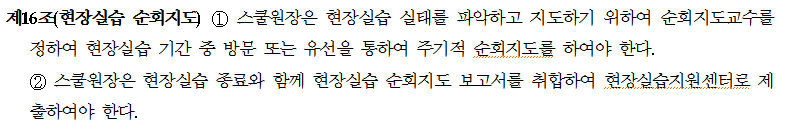 제16조(현장실습 순회지도) ① 스쿨원장은 현장실습 실태를 파악하고 지도하기 위하여 순회지도교수를
정하여 현장실습 기간 중 방문 또는 유선을 통하여 주기적 순회지도를 하여야 한다.
② 스쿨원장은 현장실습 종료와 함께 현장실습 순회지도 보고서를 취합하여 현장실습지원센터로 제
출하여야 한다.